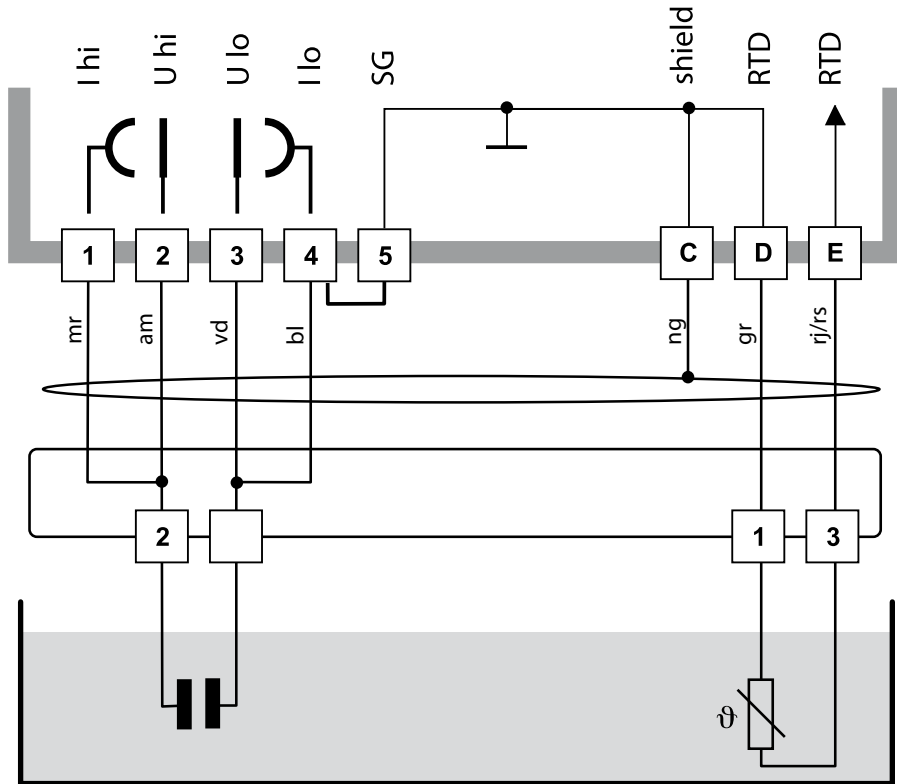 I hi
U hi
U lo
I lo
SG
shield
RTD
RTD
1
2
3
4
5
C
D
E
mr
am
vd
bl
ng
gr
rj/rs
2
1
3
ϑ